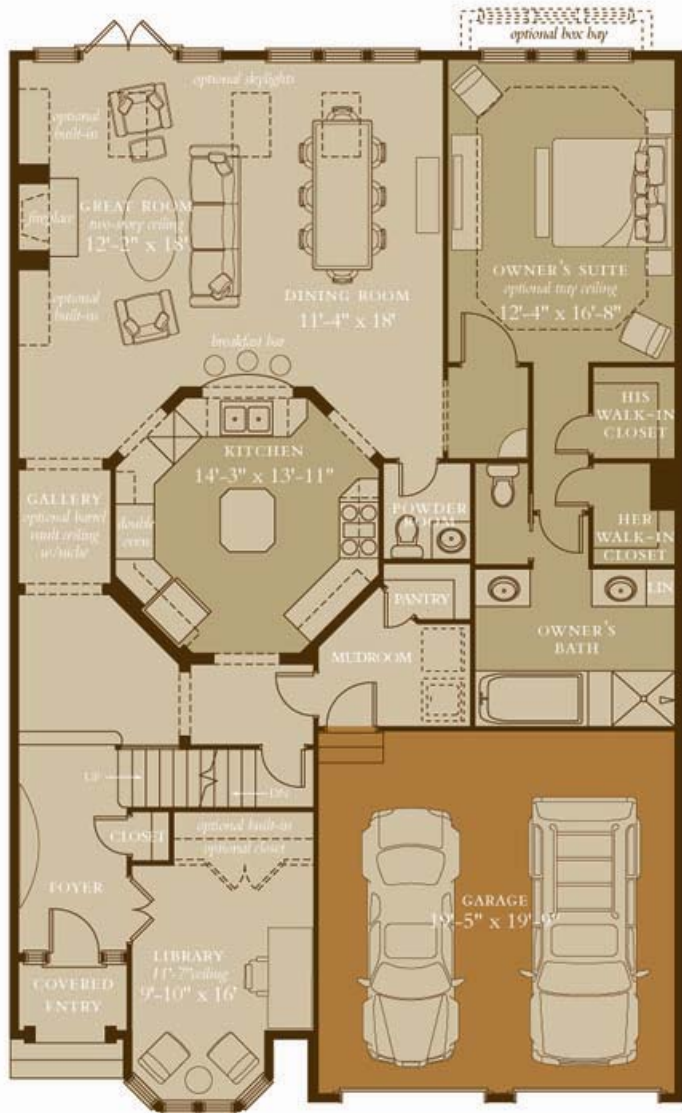 optional box bay
optional skylights
optional
built-in
GREAT ROOM
two-story ceiling
12'-2" x 18'
fireplace
optional
built-in
DINING ROOM
11'-4" x 18'
OWNER'S SUITE
optional tray ceiling
12'-4" x 16'-8"
breakfast bar
HIS
WALK-IN
CLOSET
KITCHEN
14'-3" x 13'-11"
GALLERY
optional barrel
vault ceiling
w/niche
double
oven
POWDER
ROOM
HER
WALK-IN
CLOSET
PANTRY
LIN
OWNER'S
BATH
MUDROOM
UP
DN
CLOSET
optional built-in
optional closet
FOYER
GARAGE
19'-5" x 19'-9"
LIBRARY
11'-7" ceiling
9'-10" x 16'
COVERED
ENTRY